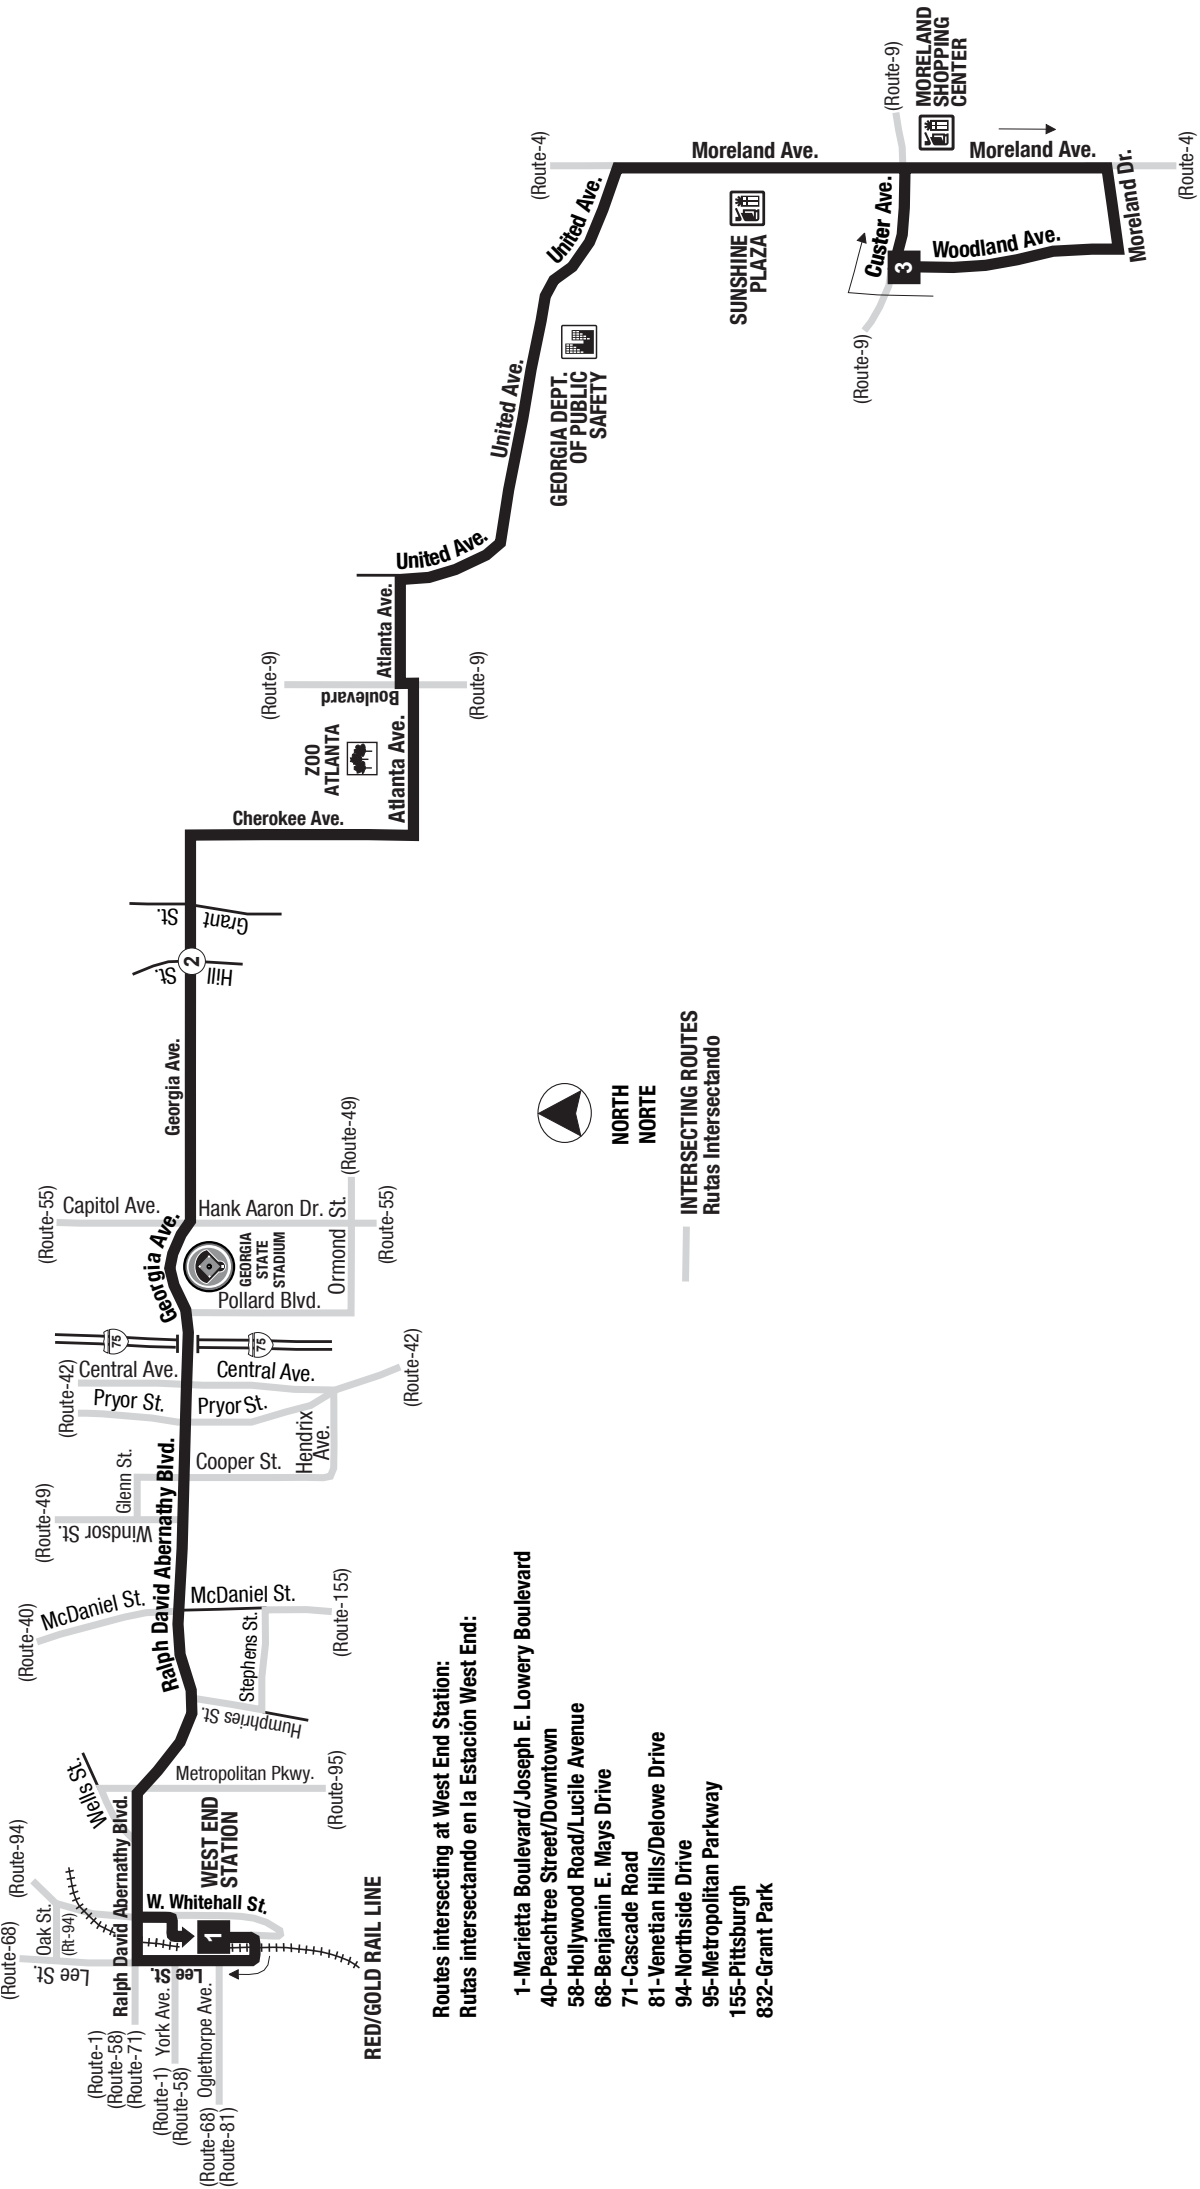 (Route-68)
(Route-94)
Lee St.
Oak St.
(Rt-94)
Wells St.
Ralph David Abernathy Blvd.
(Route-1)
(Route-58)
(Route-71)
York Ave.
(Route-1)
(Route-58)
Oglethorpe Ave.
(Route-68)
(Route-81)
Lee St.
W. Whitehall St.
1
WEST END
STATION
RED/GOLD RAIL LINE
Metropolitan Pkwy.
(Route-95)
Humphries St.
Stephens St.
(Route-40)
McDaniel St.
McDaniel St.
(Route-155)
Ralph David Abernathy Blvd.
(Route-49)
Windsor St.
Glenn St.
Cooper St.
Hendrix
Ave.
(Route-42)
Pryor St.
Pryor St.
Central Ave.
Central Ave.
(Route-42)
75
75
Pollard Blvd.
Georgia Ave.
GEORGIA
STATE
STADIUM
Ormond St.
(Route-49)
(Route-55)
Capitol Ave.
Hank Aaron Dr.
(Route-55)
Georgia Ave.
Hill
St.
2
Grant
St.
Cherokee Ave.
ZOO
ATLANTA
Atlanta Ave.
(Route-9)
Boulevard
(Route-9)
Atlanta Ave.
United Ave.
United Ave.
GEORGIA DEPT.
OF PUBLIC
SAFETY
United Ave.
(Route-4)
Moreland Ave.
SUNSHINE
PLAZA
(Route-9)
Custer Ave.
3
(Route-9)
MORELAND
SHOPPING
CENTER
Moreland Ave.
Woodland Ave.
Moreland Dr.
(Route-4)
NORTH
NORTE
INTERSECTING ROUTES
Rutas Intersectando
Routes intersecting at West End Station:
Rutas intersectando en la Estación West End:
1-Marietta Boulevard/Joseph E. Lowery Boulevard
40-Peachtree Street/Downtown
58-Hollywood Road/Lucile Avenue
68-Benjamin E. Mays Drive
71-Cascade Road
81-Venetian Hills/Delowe Drive
94-Northside Drive
95-Metropolitan Parkway
155-Pittsburgh
832-Grant Park